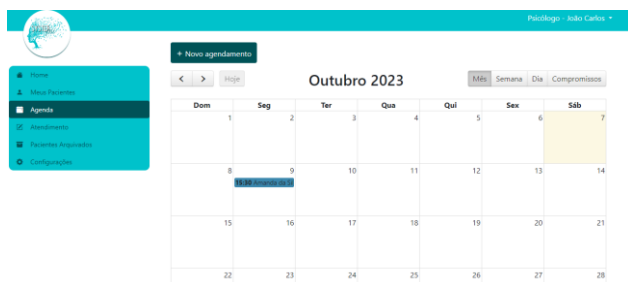 Psicólogo - João Carlos
+ Novo agendamento
Home
Meus Pacientes
Agenda
Atendimento
Pacientes Arquivados
Configurações
< > Hoje
Outubro 2023
Mês Semana Dia Compromissos
Dom Seg Ter Qua Qui Sex Sáb
1 2 3 4 5 6 7
8 9 10 11 12 13 14
Amanda da
15 16 17 18 19 20 21
22 23 24 25 26 27 28